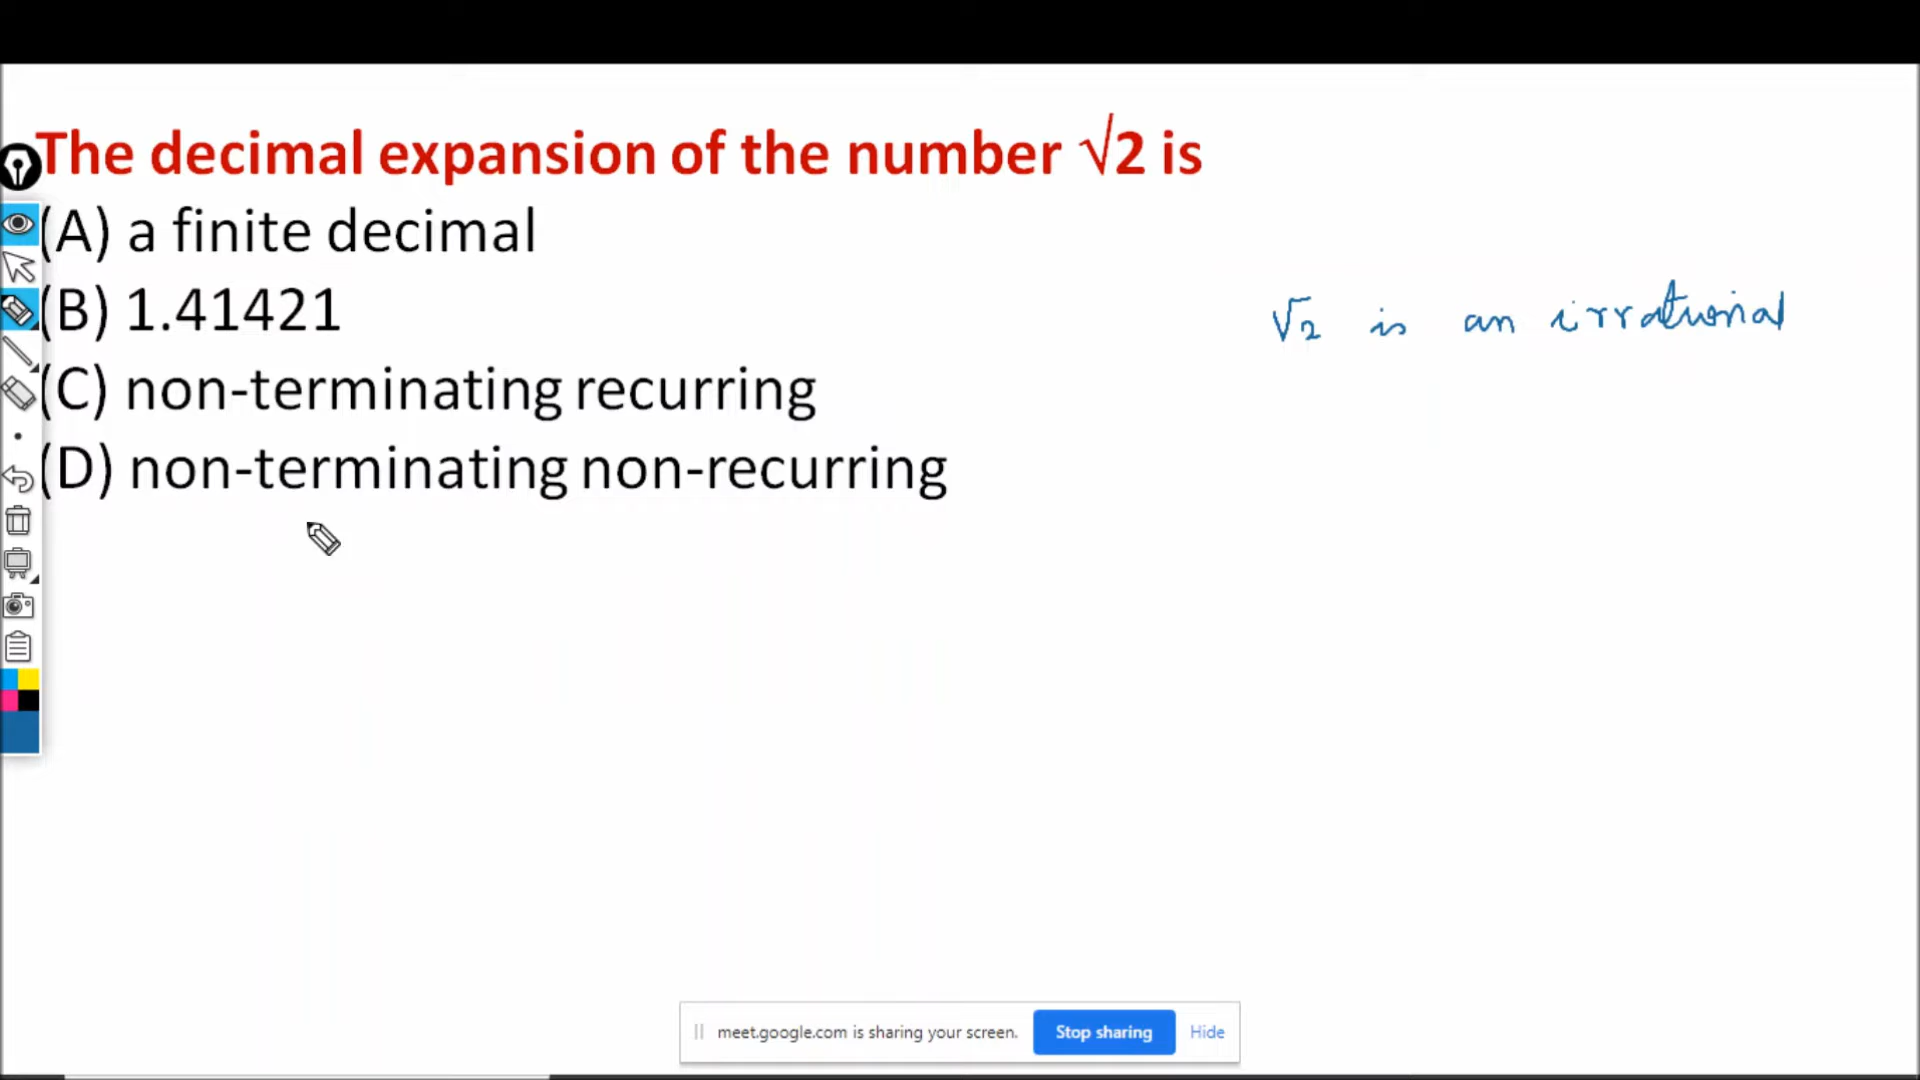 The decimal expansion of the number √2 is
(A) a finite decimal
(B) 1.41421
√2 is an irrational
(C) non-terminating recurring
(D) non-terminating non-recurring
meet.google.com is sharing your screen. Stop sharing Hide